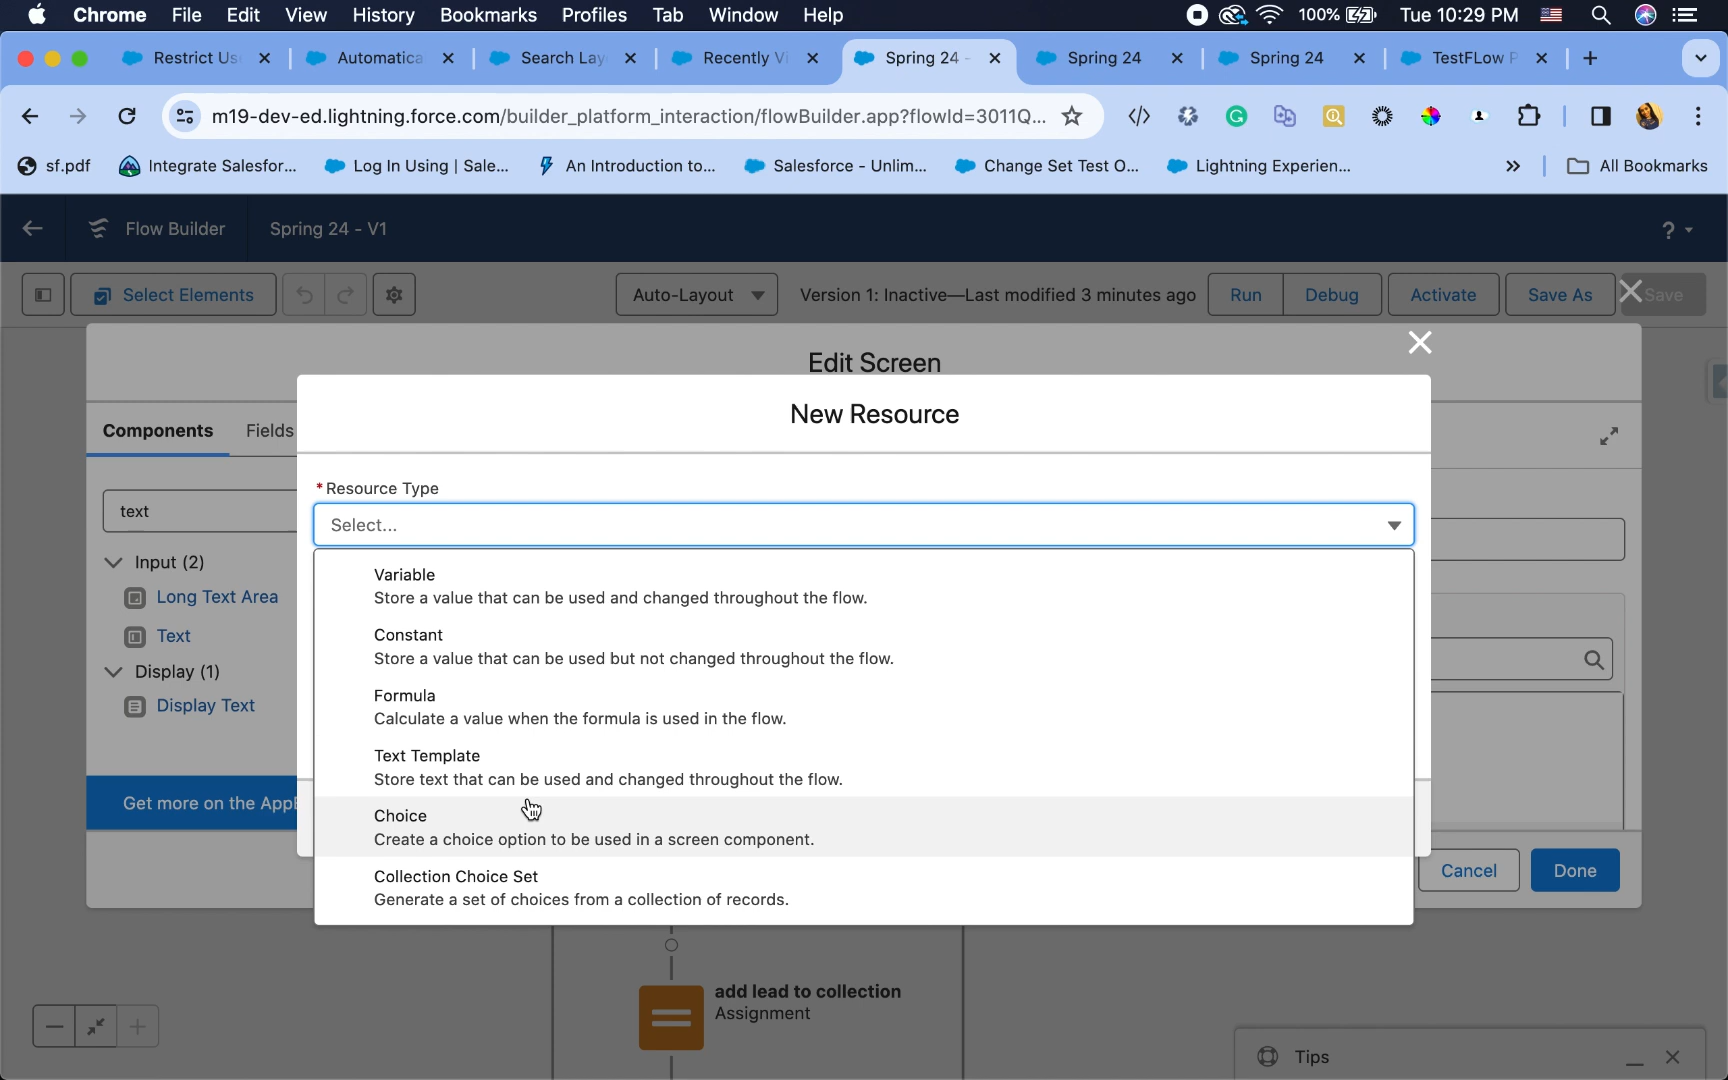 Chrome File Edit View History Bookmarks Profiles Tab Window Help 100% Tue 10:29 PM
Restrict Us Automatica Search Lay Recently Vi Spring 24 - Spring 24 Spring 24 TestFLow P
m19-dev-ed.lightning.force.com/builder_platform_interaction/flowBuilder.app?flowId=3011Q...
sf.pdf Integrate Salesfor... Log In Using | Sale... An Introduction to... Salesforce - Unlim... Change Set Test O... Lightning Experien... » All Bookmarks
Flow Builder Spring 24 - V1 ?
Select Elements Auto-Layout Version 1: Inactive—Last modified 3 minutes ago Run Debug Activate Save As Save
Edit Screen
New Resource
Components Fields
* Resource Type
text
Select...
Input (2)
Long Text Area
Text
Display (1)
Display Text
Get more on the AppE
Variable
Store a value that can be used and changed throughout the flow.
Constant
Store a value that can be used but not changed throughout the flow.
Formula
Calculate a value when the formula is used in the flow.
Text Template
Store text that can be used and changed throughout the flow.
Choice
Create a choice option to be used in a screen component.
Collection Choice Set
Generate a set of choices from a collection of records.
Cancel Done
add lead to collection
Assignment
Tips